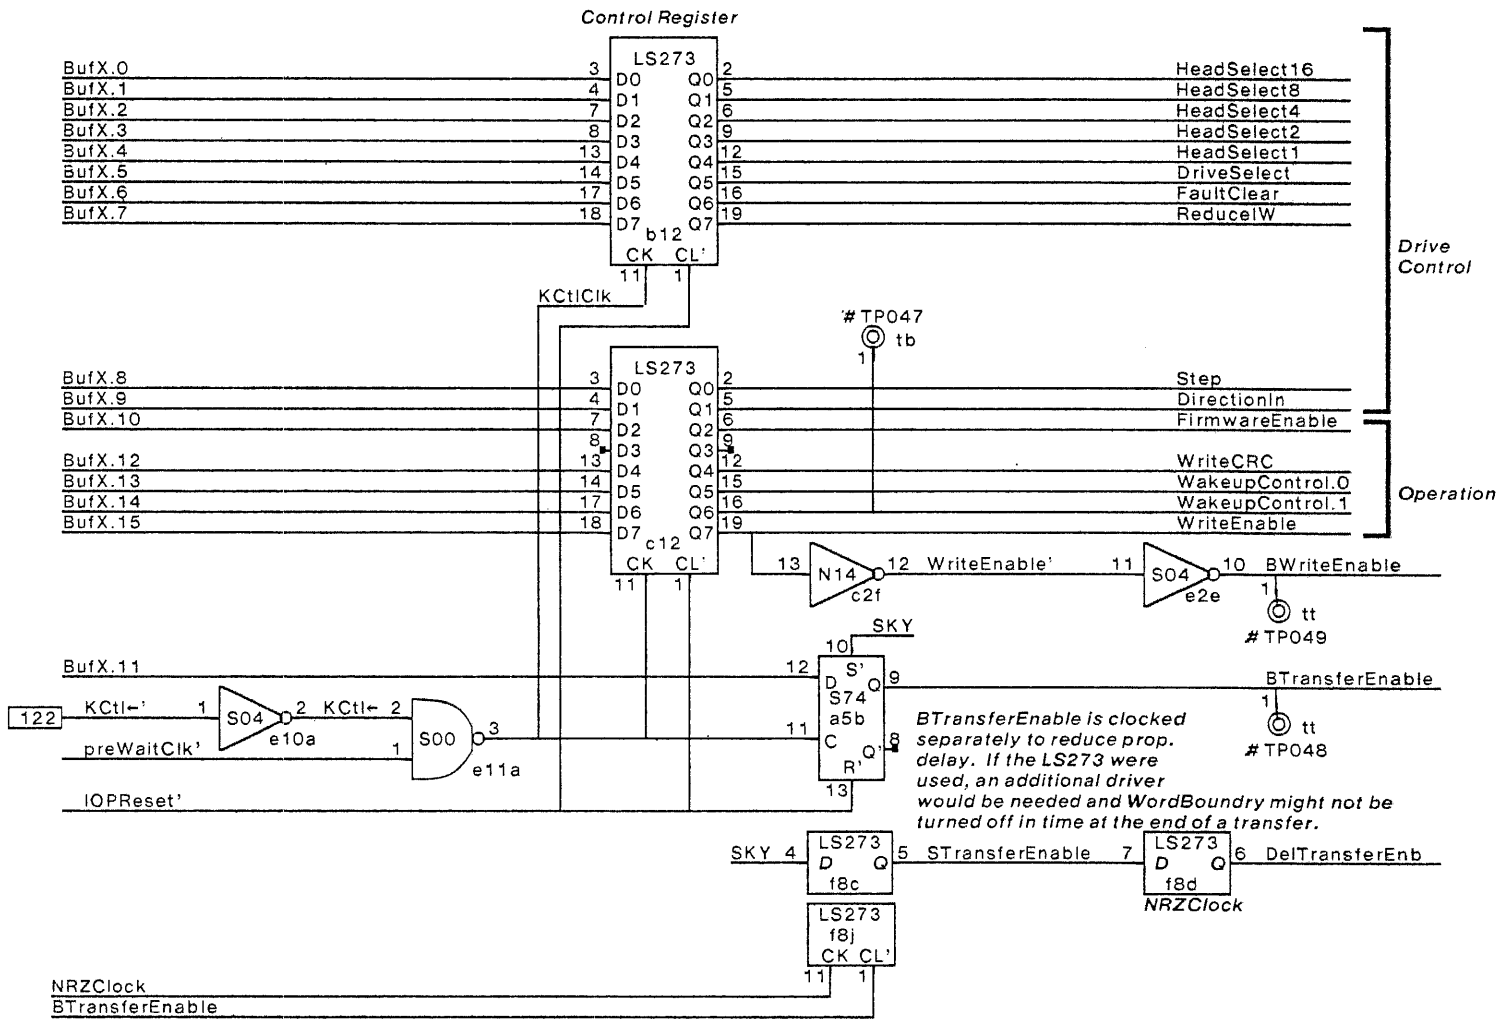 Control Register
LS273
BufX.0 3 D0 Q0 2 HeadSelect16
BufX.1 4 D1 Q1 5 HeadSelect8
BufX.2 7 D2 Q2 6 HeadSelect4
BufX.3 8 D3 Q3 9 HeadSelect2
BufX.4 13 D4 Q4 12 HeadSelect1
BufX.5 14 D5 Q5 15 DriveSelect
BufX.6 17 D6 Q6 16 FaultClear
BufX.7 18 D7 Q7 19 ReduceIW
b12
CK CL'
11 1
Drive
Control
KCtlClk
#TP047
tb
1
LS273
BufX.8 3 D0 Q0 2 Step
BufX.9 4 D1 Q1 5 DirectionIn
BufX.10 7 D2 Q2 6 FirmwareEnable
8 D3 Q3 9
BufX.12 13 D4 Q4 12 WriteCRC
BufX.13 14 D5 Q5 15 WakeupControl.0
BufX.14 17 D6 Q6 16 WakeupControl.1
BufX.15 18 D7 Q7 19 WriteEnable
Operation
c12
CK CL'
11 1
13 N14 12 WriteEnable' 11 S04 10 BWriteEnable
c2f e2e
1 tt
#TP049
SKY
10
BufX.11 12 D S' Q 9 BTransferEnable
S74
a5b
122 KCtl←' 1 S04 2 KCtl← 2
e10a
S00 3 11 C Q' 8
preWaitClk' 1
e11a
R'
IOPReset' 13
1 tt
#TP048
BTransferEnable is clocked
separately to reduce prop.
delay. If the LS273 were
used, an additional driver
would be needed and WordBoundry might not be
turned off in time at the end of a transfer.
LS273 LS273
SKY 4 D Q 5 STransferEnable 7 D Q 6 DelTransferEnb
f8c f8d
NRZClock
LS273
f8j
CK CL'
11 1
NRZClock
BTransferEnable